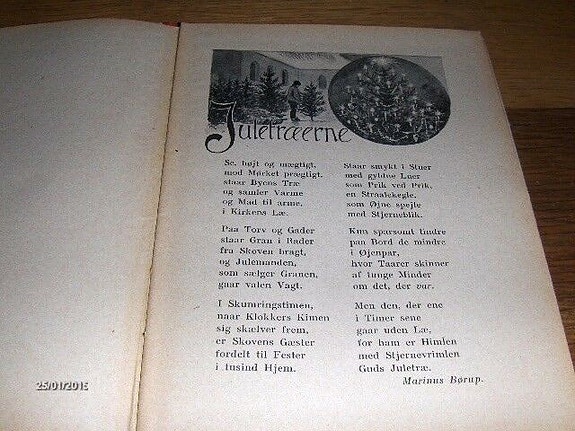 Juletræerne
Se, højt og mægtigt,
mod Mørket prægtigt,
staar Byens Træ
og samler Varme
og Mad til arme,
i Kirkens Læ.
Paa Torv og Gader
staar Gran i Rader
fra Skoven bragt,
og Julemanden,
som sælger Granen,
gaar valen Vagt.
I Skumringstimen,
naar Klokkers Kimen
sig skælver frem,
er Skovens Gæster
fordelt til Fester
i tusind Hjem.
Staar smykt i Stuer
med gyldne Luer
som Prik ved Prik,
en Straalekegle,
som Øjne spejle
med Stjerneblik.
Kun sparsomt tindre
paa Bord de mindre
i Øjenpar,
hvor Taarer skinner
af tunge Minder
om det, der var.
Men den, der ene
i Timer sene
gaar uden Læ,
for ham er Himlen
med Stjernevrimlen
Guds Juletræ.
Marinus Børup.
25/01/2015